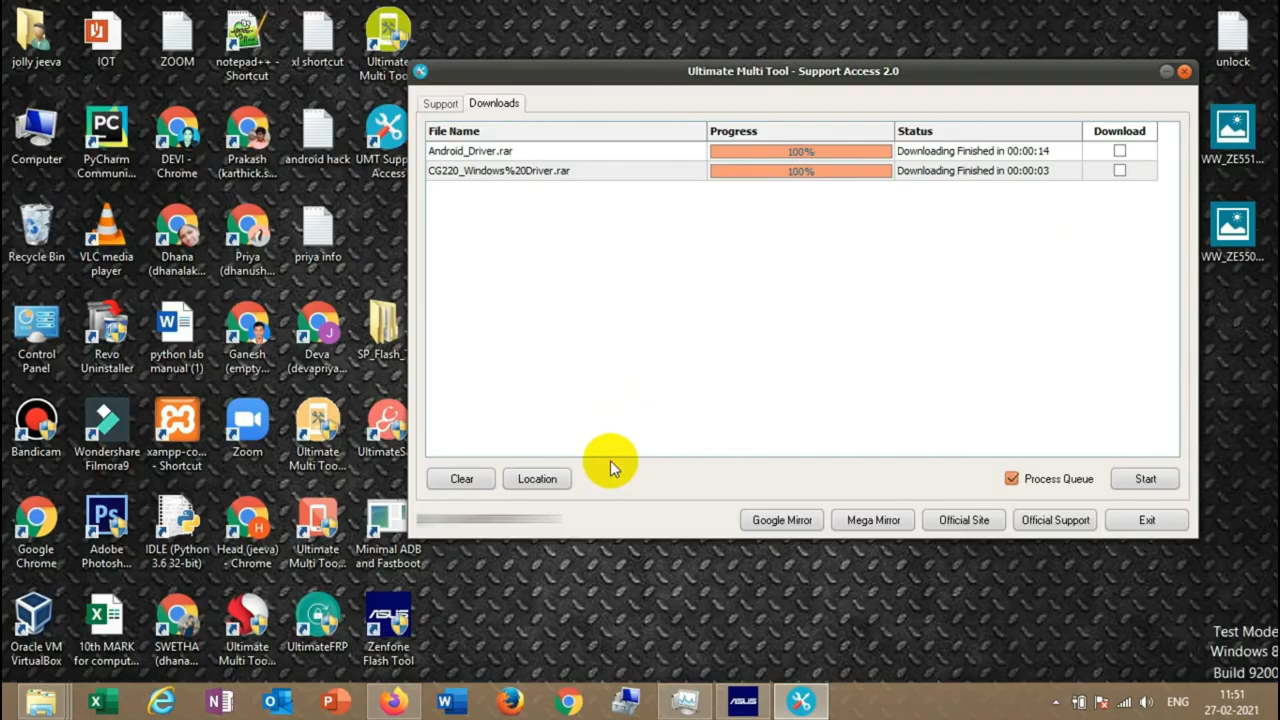 jolly jeeva
IOT
ZOOM
notepad++ -
Shortcut
xl shortcut
Ultimate
Multi Too
unlock
Ultimate Multi Tool - Support Access 2.0
Support
Downloads
File Name
Progress
Status
Download
Android_Driver.rar
100%
Downloading Finished in 00:00:14
CG220_Windows%20Driver.rar
100%
Downloading Finished in 00:00:03
Computer
PC
PyCharm
Communi...
DEVI -
Chrome
Prakash
(karthick.s...
android hack
UMT Supp
Access
WW_ZE551...
Recycle Bin
VLC media
player
Dhana
(dhanalak...
Priya
(dhanush...
priya info
WW_ZE550...
Control
Panel
Revo
Uninstaller
python lab
manual (1)
Ganesh
(empty...
J
Deva
(devapriya...
SP_Flash_T
Bandicam
Wondershare
Filmora9
xampp-co...
- Shortcut
Zoom
Ultimate
Multi Too...
UltimateS
Clear
Location
Process Queue
Start
Google Mirror
Mega Mirror
Official Site
Official Support
Exit
Google
Chrome
Ps
Adobe
Photosh...
IDLE (Python
3.6 32-bit)
H
Head (jeeva)
- Chrome
Ultimate
Multi Too...
Minimal ADB
and Fastboot
Oracle VM
VirtualBox
10th MARK
for comput...
SWETHA
(dhana...
Ultimate
Multi Too...
UltimateFRP
ASUS
Zenfone
Flash Tool
Test Mode
Windows 8
Build 9200
ASUS
ENG
11:51
27-02-2021